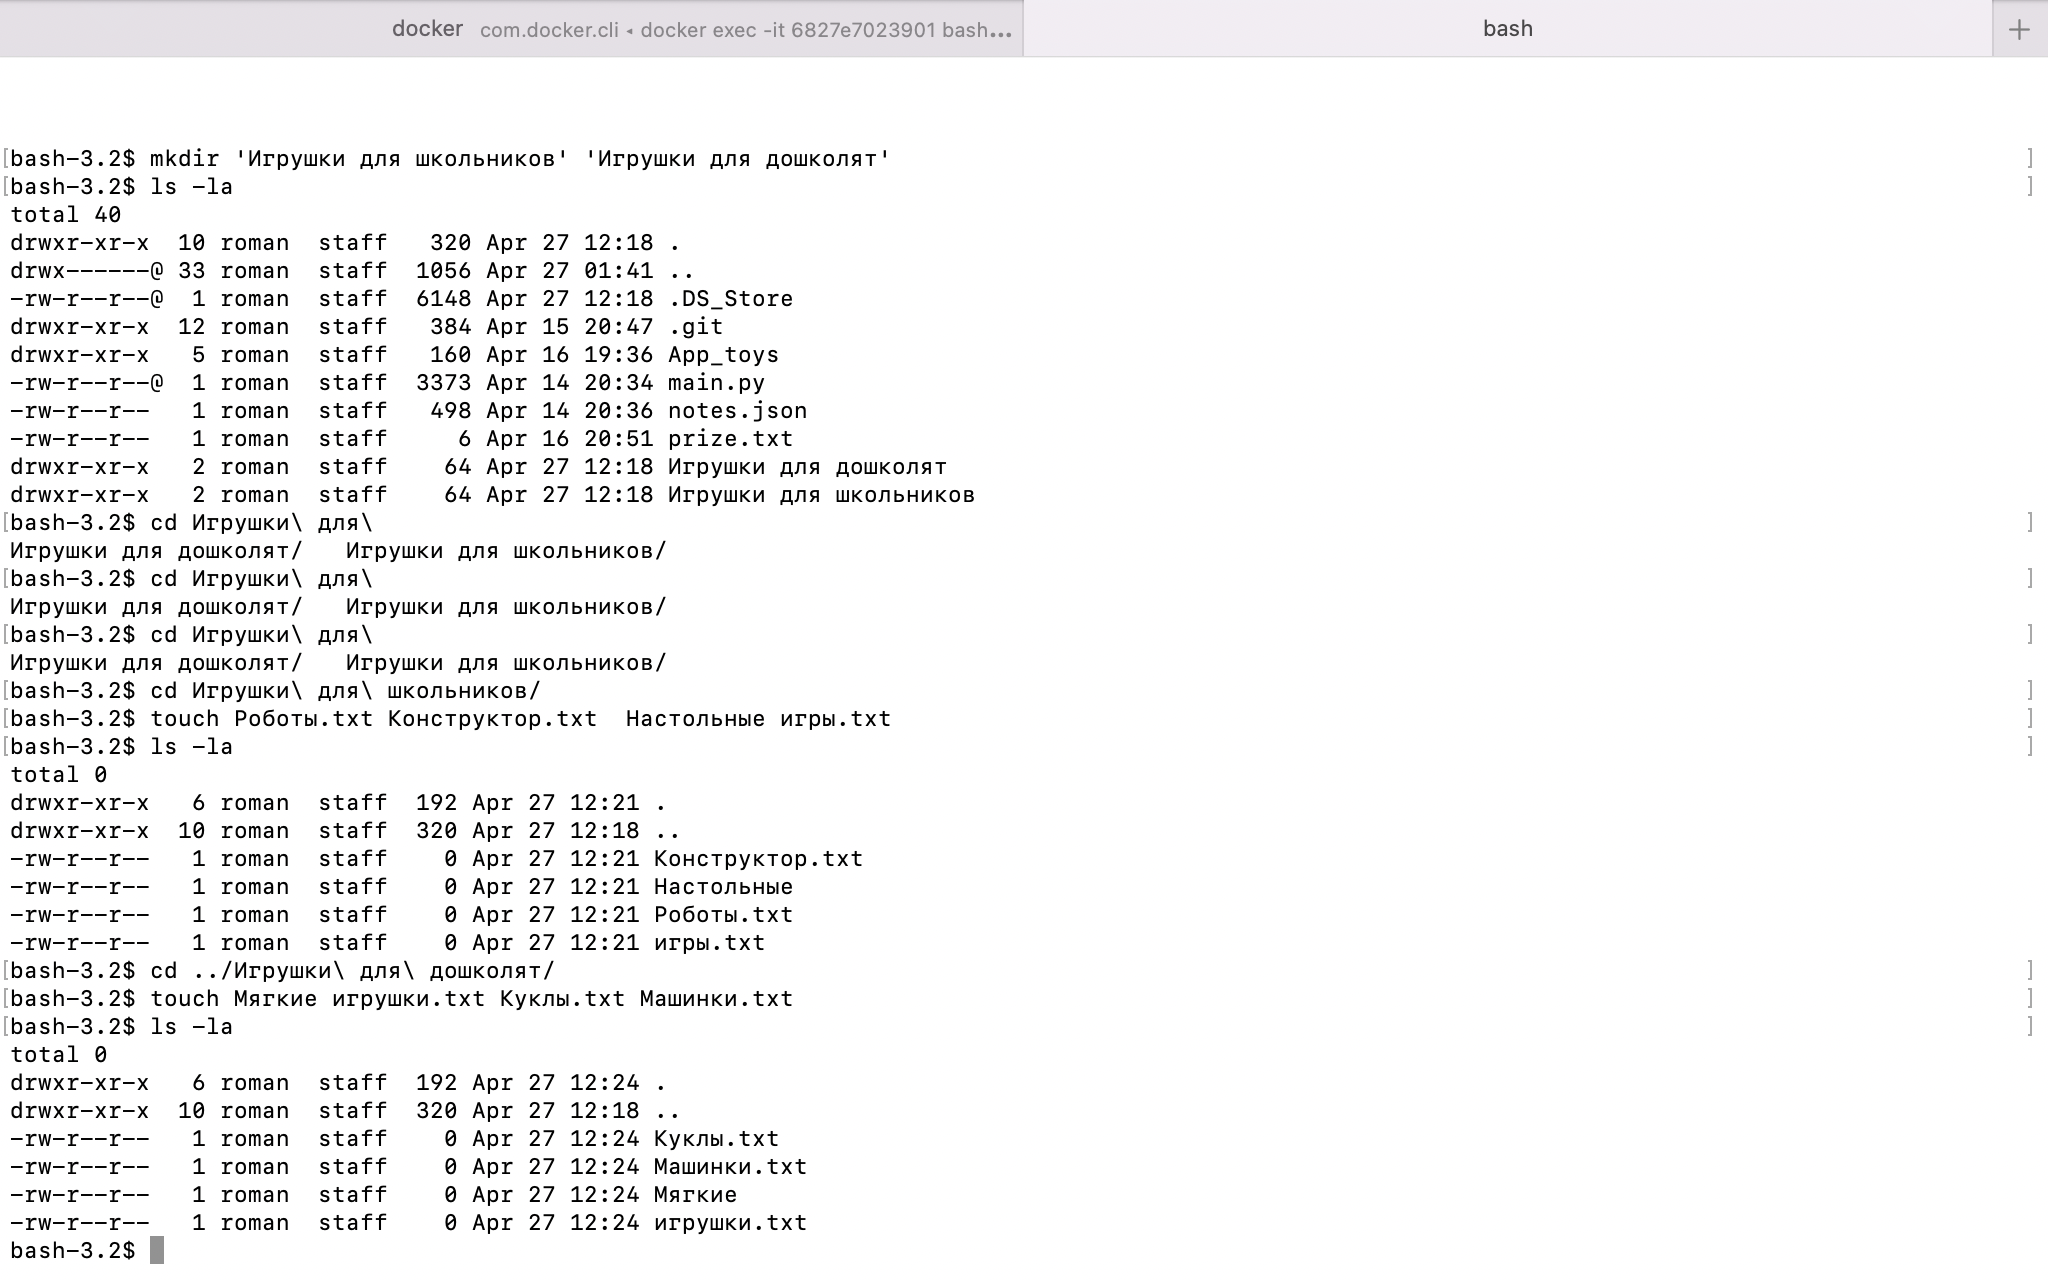 docker com.docker.cli ◂ docker exec -it 6827e7023901 bash... bash +
[bash-3.2$ mkdir 'Игрушки для школьников' 'Игрушки для дошколят' ]
[bash-3.2$ ls -la ]
total 40
drwxr-xr-x  10 roman  staff   320 Apr 27 12:18 .
drwx------@ 33 roman  staff  1056 Apr 27 01:41 ..
-rw-r--r--@  1 roman  staff  6148 Apr 27 12:18 .DS_Store
drwxr-xr-x  12 roman  staff   384 Apr 15 20:47 .git
drwxr-xr-x   5 roman  staff   160 Apr 16 19:36 App_toys
-rw-r--r--@  1 roman  staff  3373 Apr 14 20:34 main.py
-rw-r--r--   1 roman  staff   498 Apr 14 20:36 notes.json
-rw-r--r--   1 roman  staff     6 Apr 16 20:51 prize.txt
drwxr-xr-x   2 roman  staff    64 Apr 27 12:18 Игрушки для дошколят
drwxr-xr-x   2 roman  staff    64 Apr 27 12:18 Игрушки для школьников
[bash-3.2$ cd Игрушки\ для\ ]
Игрушки для дошколят/   Игрушки для школьников/
[bash-3.2$ cd Игрушки\ для\ ]
Игрушки для дошколят/   Игрушки для школьников/
[bash-3.2$ cd Игрушки\ для\ ]
Игрушки для дошколят/   Игрушки для школьников/
[bash-3.2$ cd Игрушки\ для\ школьников/ ]
[bash-3.2$ touch Роботы.txt Конструктор.txt  Настольные игры.txt ]
[bash-3.2$ ls -la ]
total 0
drwxr-xr-x   6 roman  staff  192 Apr 27 12:21 .
drwxr-xr-x  10 roman  staff  320 Apr 27 12:18 ..
-rw-r--r--   1 roman  staff    0 Apr 27 12:21 Конструктор.txt
-rw-r--r--   1 roman  staff    0 Apr 27 12:21 Настольные
-rw-r--r--   1 roman  staff    0 Apr 27 12:21 Роботы.txt
-rw-r--r--   1 roman  staff    0 Apr 27 12:21 игры.txt
[bash-3.2$ cd ../Игрушки\ для\ дошколят/ ]
[bash-3.2$ touch Мягкие игрушки.txt Куклы.txt Машинки.txt ]
[bash-3.2$ ls -la ]
total 0
drwxr-xr-x   6 roman  staff  192 Apr 27 12:24 .
drwxr-xr-x  10 roman  staff  320 Apr 27 12:18 ..
-rw-r--r--   1 roman  staff    0 Apr 27 12:24 Куклы.txt
-rw-r--r--   1 roman  staff    0 Apr 27 12:24 Машинки.txt
-rw-r--r--   1 roman  staff    0 Apr 27 12:24 Мягкие
-rw-r--r--   1 roman  staff    0 Apr 27 12:24 игрушки.txt
bash-3.2$